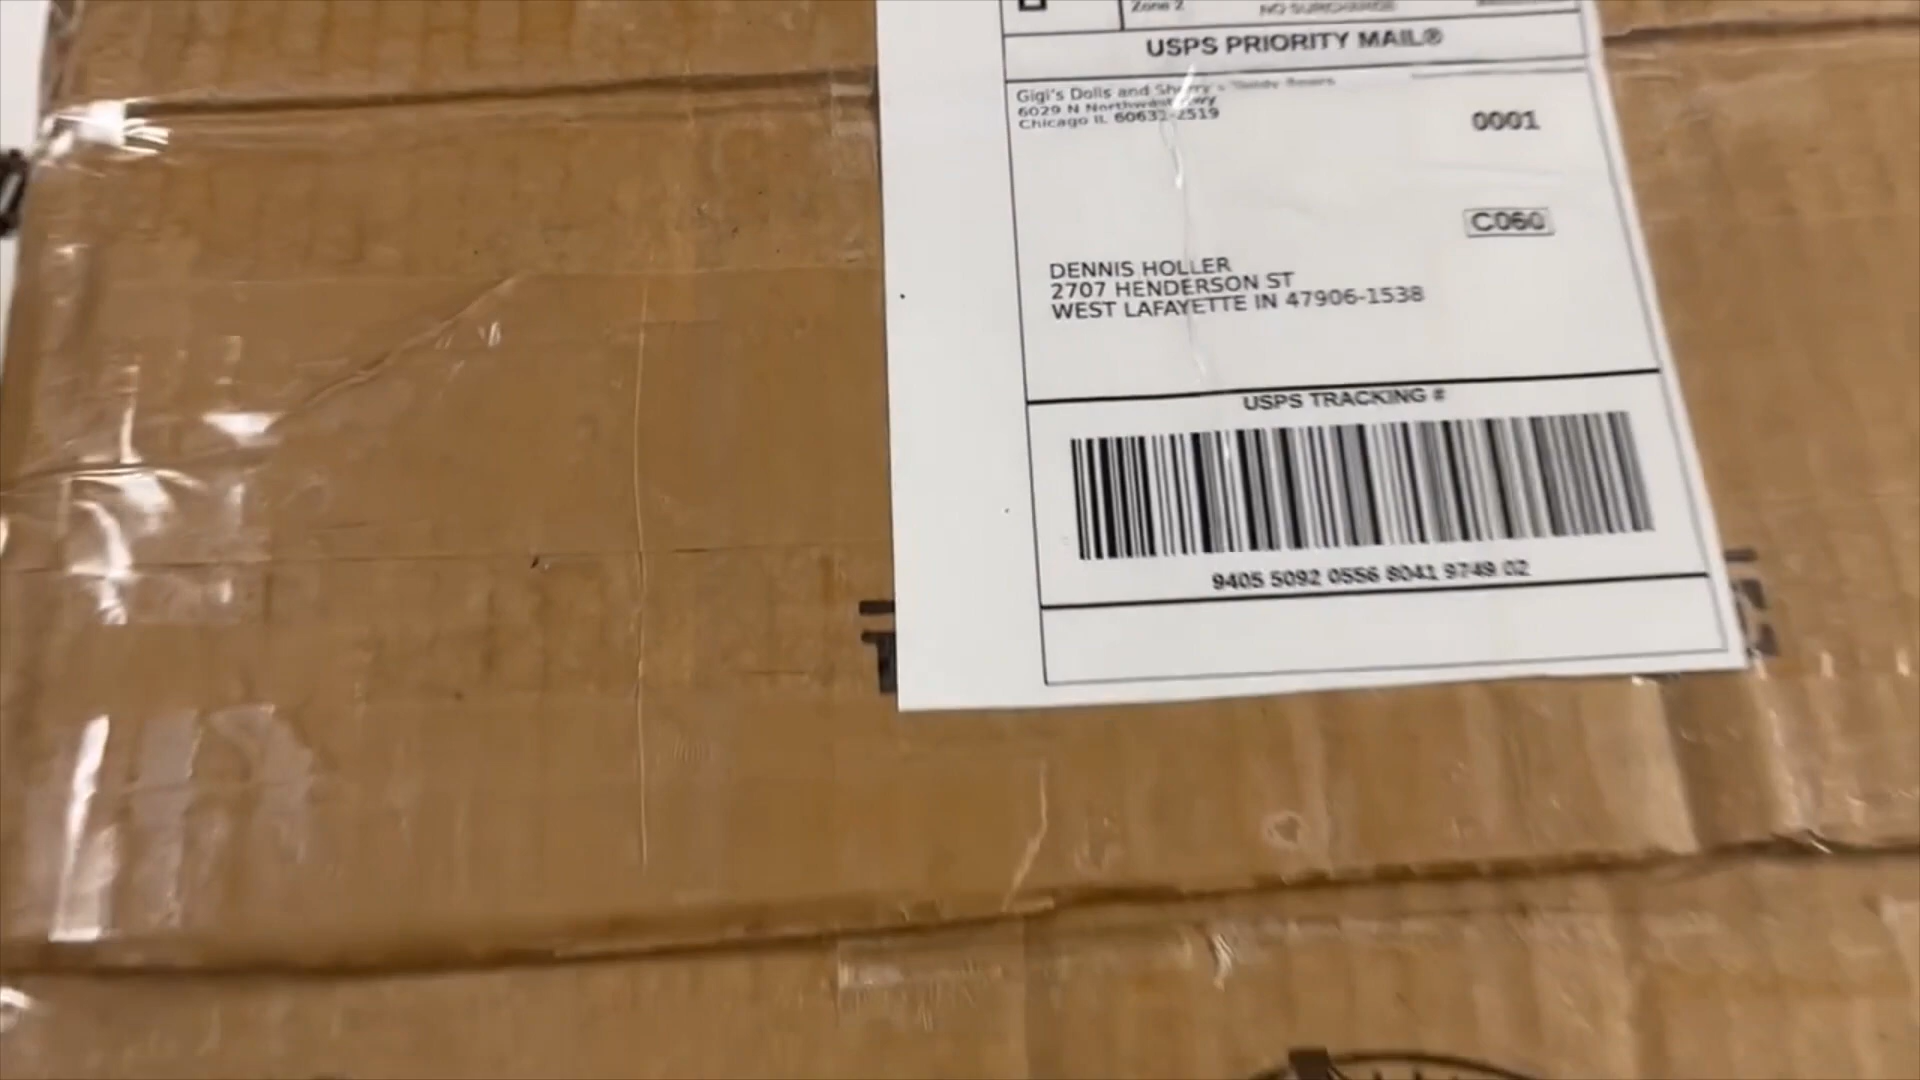 Zone 2
NO SURCHARGE
USPS PRIORITY MAIL®
Gigi's Dolls and Sherry's Teddy Bears
6029 N Northwest Hwy
Chicago IL 60631-2519
0001
C060
DENNIS HOLLER
2707 HENDERSON ST
WEST LAFAYETTE IN 47906-1538
USPS TRACKING #
9405 5092 0556 8041 9749 02